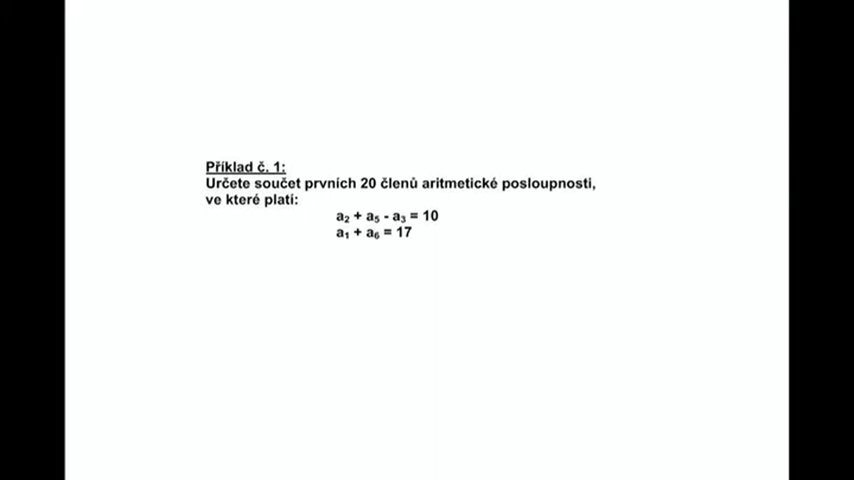 Příklad č. 1:
Určete součet prvních 20 členů aritmetické posloupnosti,
ve které platí:
a₂ + a₅ - a₃ = 10
a₁ + a₆ = 17